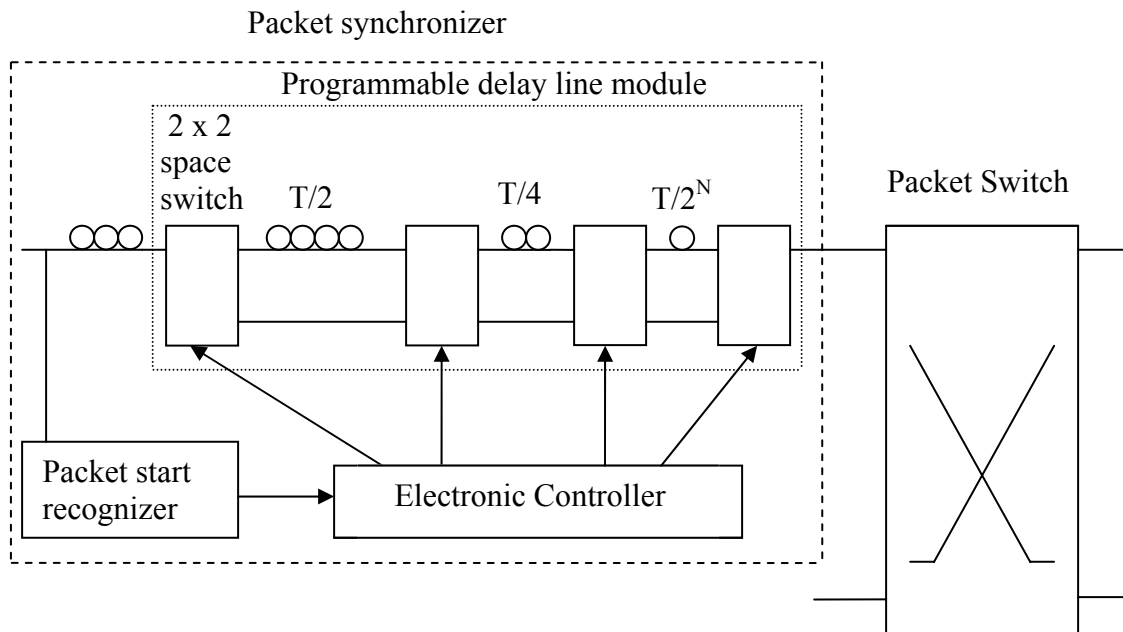 Packet synchronizer
Programmable delay line module
2 x 2
space
switch
T/2
T/4
T/2^N
Packet Switch
Packet start
recognizer
Electronic Controller